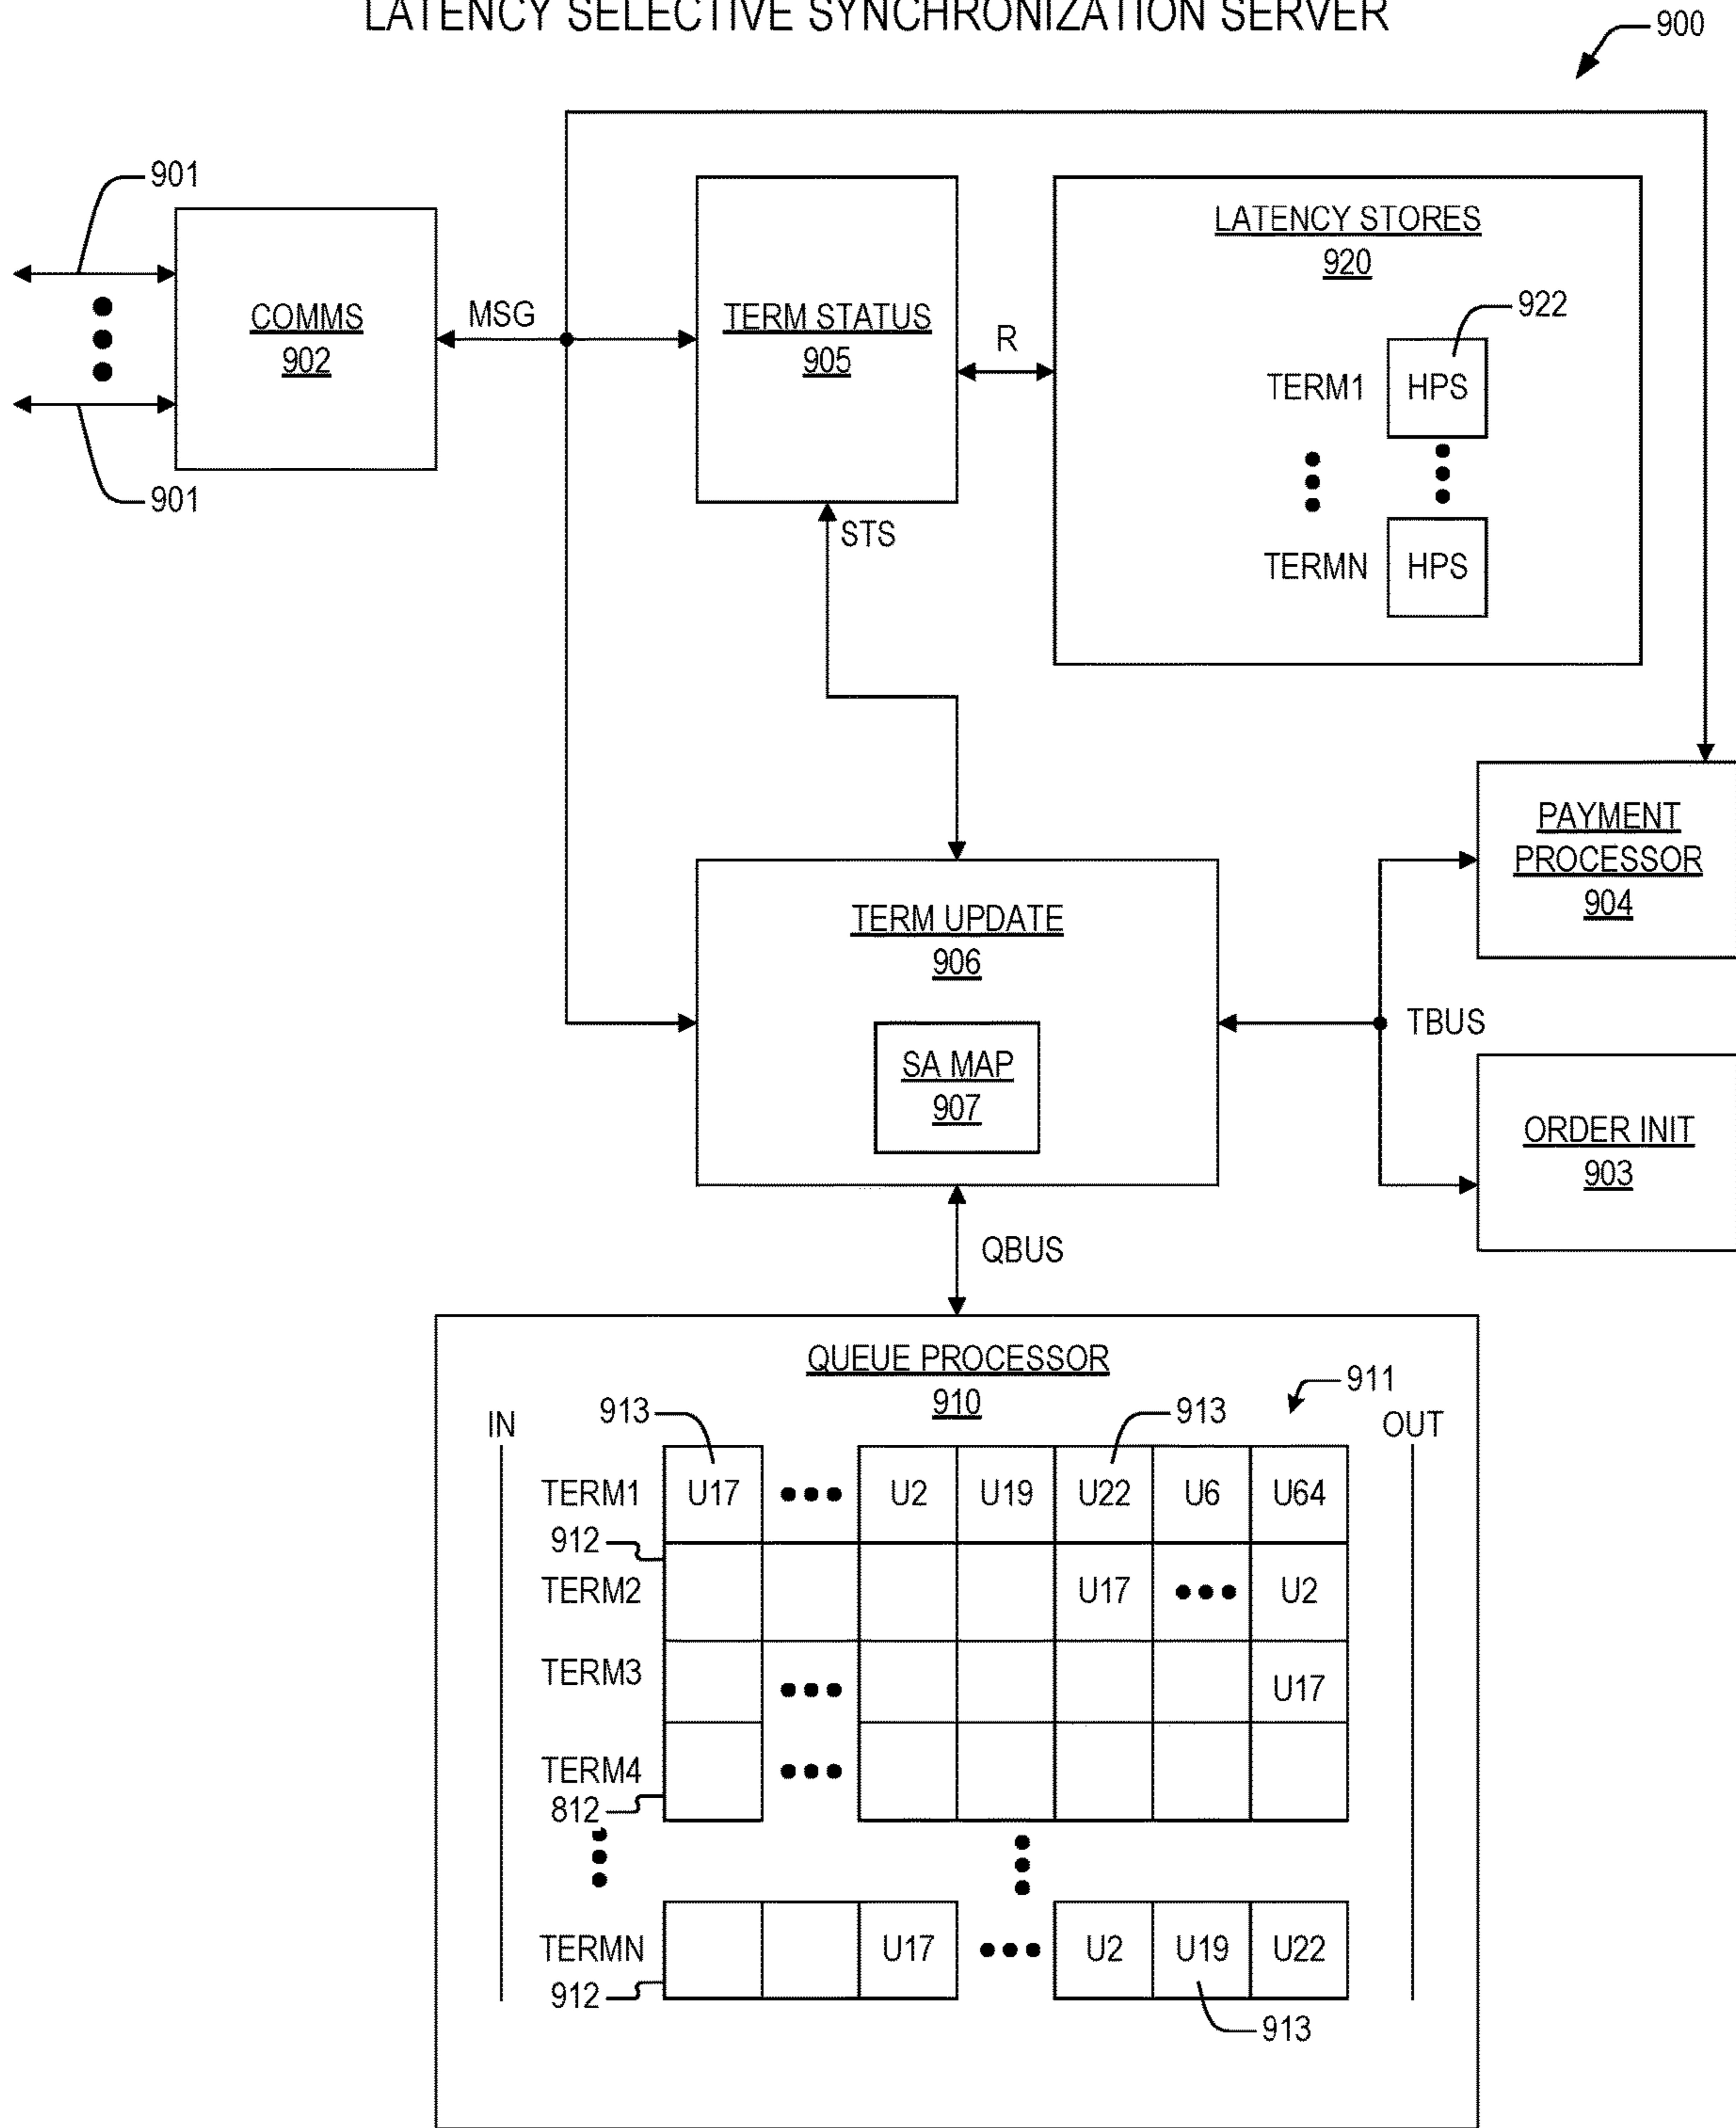 LATENCY SELECTIVE SYNCHRONIZATION SERVER
900
901
901
COMMS
902
MSG
TERM STATUS
905
R
LATENCY STORES
920
922
TERM1 HPS
TERMN HPS
STS
PAYMENT
PROCESSOR
904
TERM UPDATE
906
SA MAP
907
TBUS
ORDER INIT
903
QBUS
QUEUE PROCESSOR
910
911
913
913
IN
OUT
TERM1 U17 U2 U19 U22 U6 U64
912
TERM2 U17 U2
TERM3 U17
TERM4
812
TERMN U17 U2 U19 U22
912
913